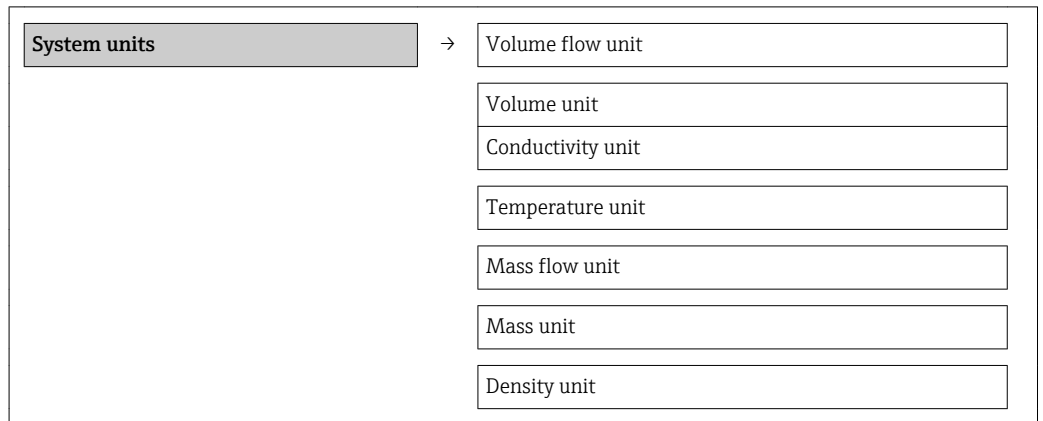 System units → Volume flow unit
Volume unit
Conductivity unit
Temperature unit
Mass flow unit
Mass unit
Density unit